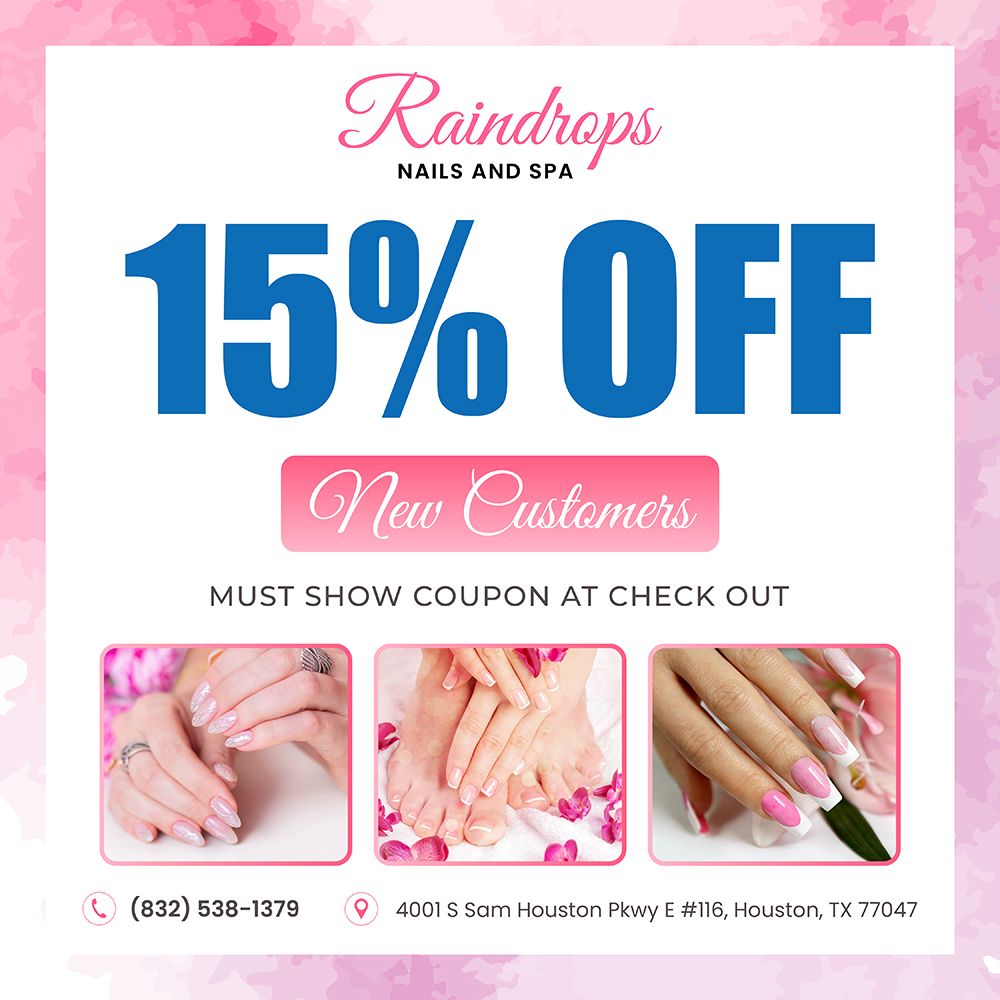 Raindrops
NAILS AND SPA
15% OFF
New Customers
MUST SHOW COUPON AT CHECK OUT
(832) 538-1379
4001 S Sam Houston Pkwy E #116, Houston, TX 77047